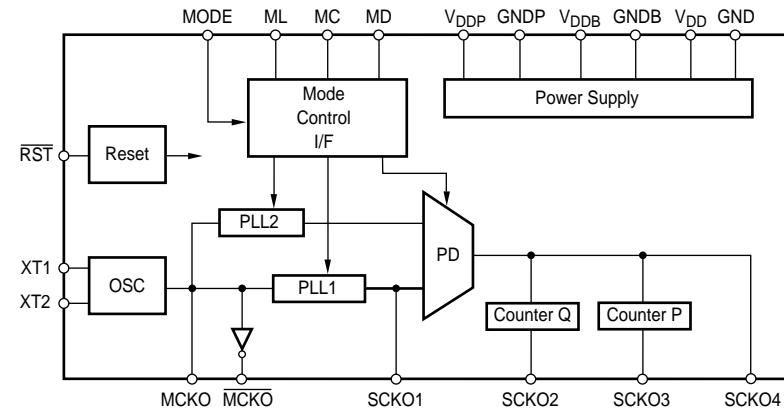 MODE ML MC MD VDDP GNDP VDDB GNDB VDD GND
Mode
Control
I/F
Power Supply
RST
Reset
PLL2
PD
XT1
OSC
PLL1
XT2
Counter Q
Counter P
MCKO MCKO SCKO1 SCKO2 SCKO3 SCKO4